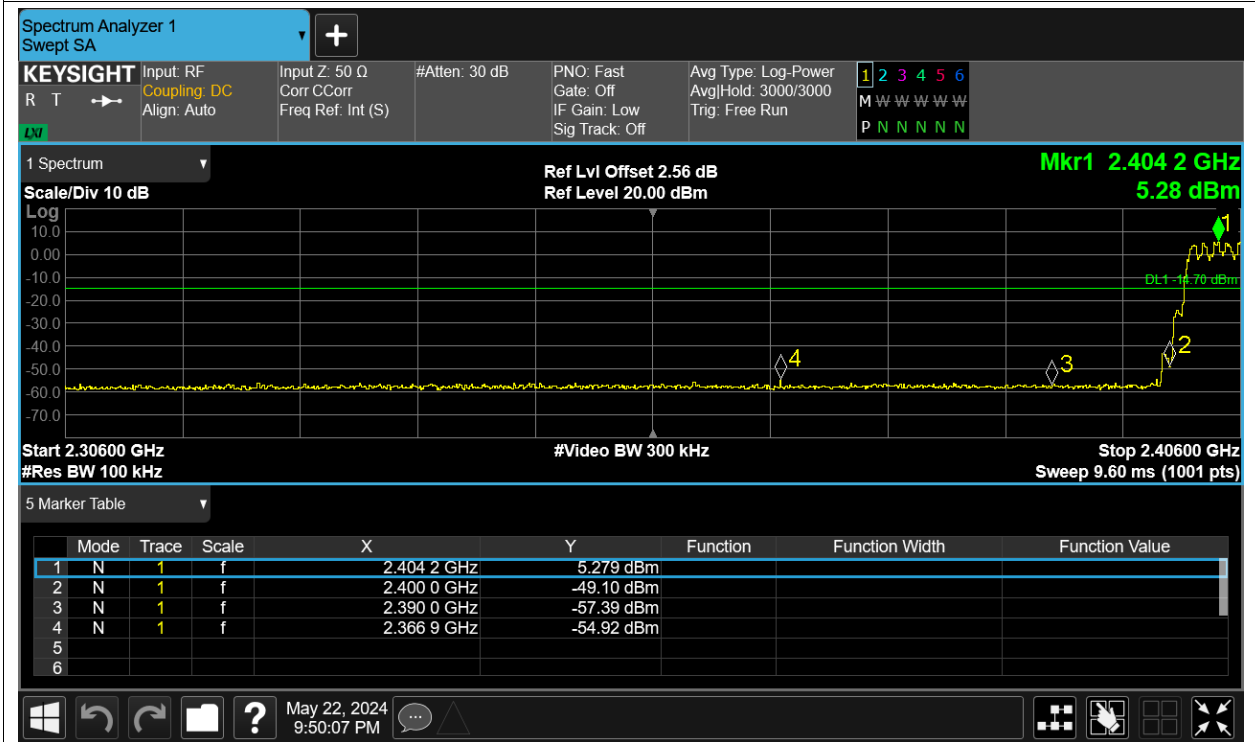 Spectrum Analyzer 1
Swept SA
+
KEYSIGHT Input: RF Input Z: 50 Ω #Atten: 30 dB PNO: Fast Avg Type: Log-Power 1 2 3 4 5 6
R T Coupling: DC Corr CCorr Gate: Off Avg|Hold: 3000/3000 M W W W W W
Align: Auto Freq Ref: Int (S) IF Gain: Low Trig: Free Run
LXI Sig Track: Off P N N N N N
1 Spectrum Ref Lvl Offset 2.56 dB Mkr1 2.404 2 GHz
Scale/Div 10 dB Ref Level 20.00 dBm 5.28 dBm
Log 1
10.0
0.00
-10.0 DL1 -14.70 dBm
-20.0
-30.0
-40.0 2
-50.0 4 3
-60.0
-70.0
Start 2.30600 GHz #Video BW 300 kHz Stop 2.40600 GHz
#Res BW 100 kHz Sweep 9.60 ms (1001 pts)
5 Marker Table
Mode Trace Scale X Y Function Function Width Function Value
1 N 1 f 2.404 2 GHz 5.279 dBm
2 N 1 f 2.400 0 GHz -49.10 dBm
3 N 1 f 2.390 0 GHz -57.39 dBm
4 N 1 f 2.366 9 GHz -54.92 dBm
5
6
? May 22, 2024
9:50:07 PM